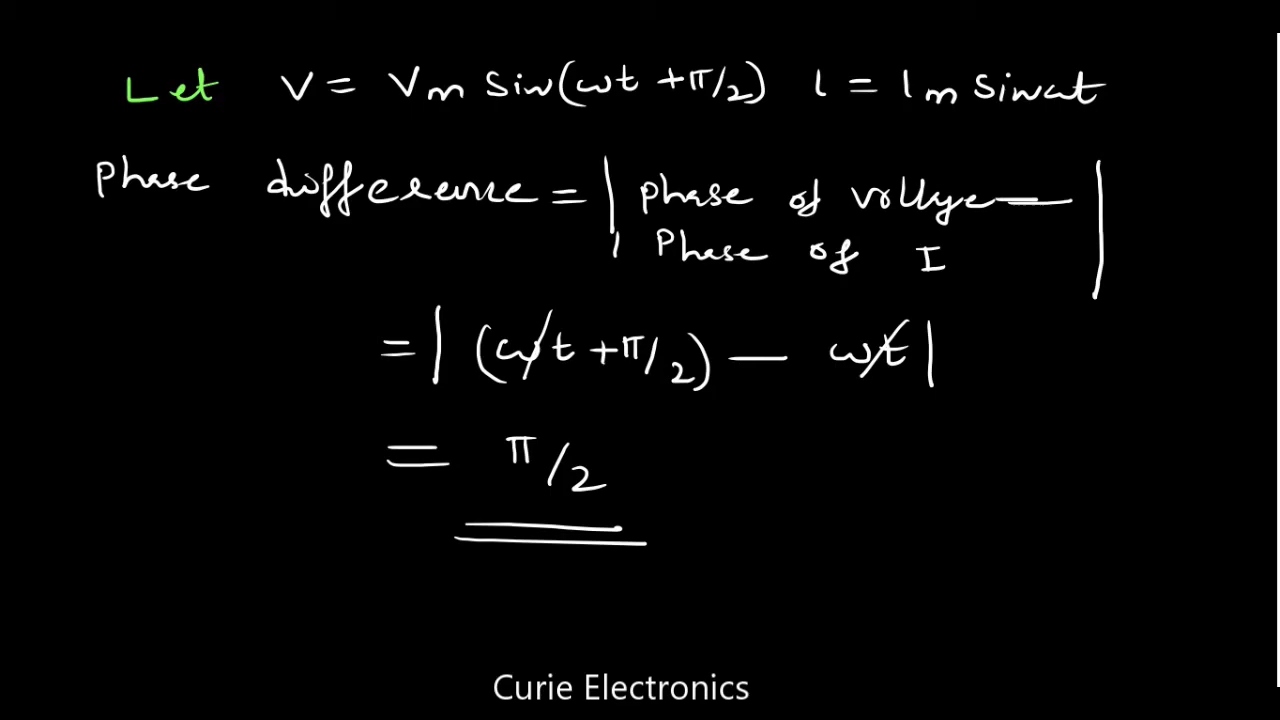 Let V = Vm Sin(ωt + π/2) I = Im Sinωt
Phase difference = | phase of voltage —
Phase of I |
= | (ωt + π/2) — ωt |
= π/2
Curie Electronics